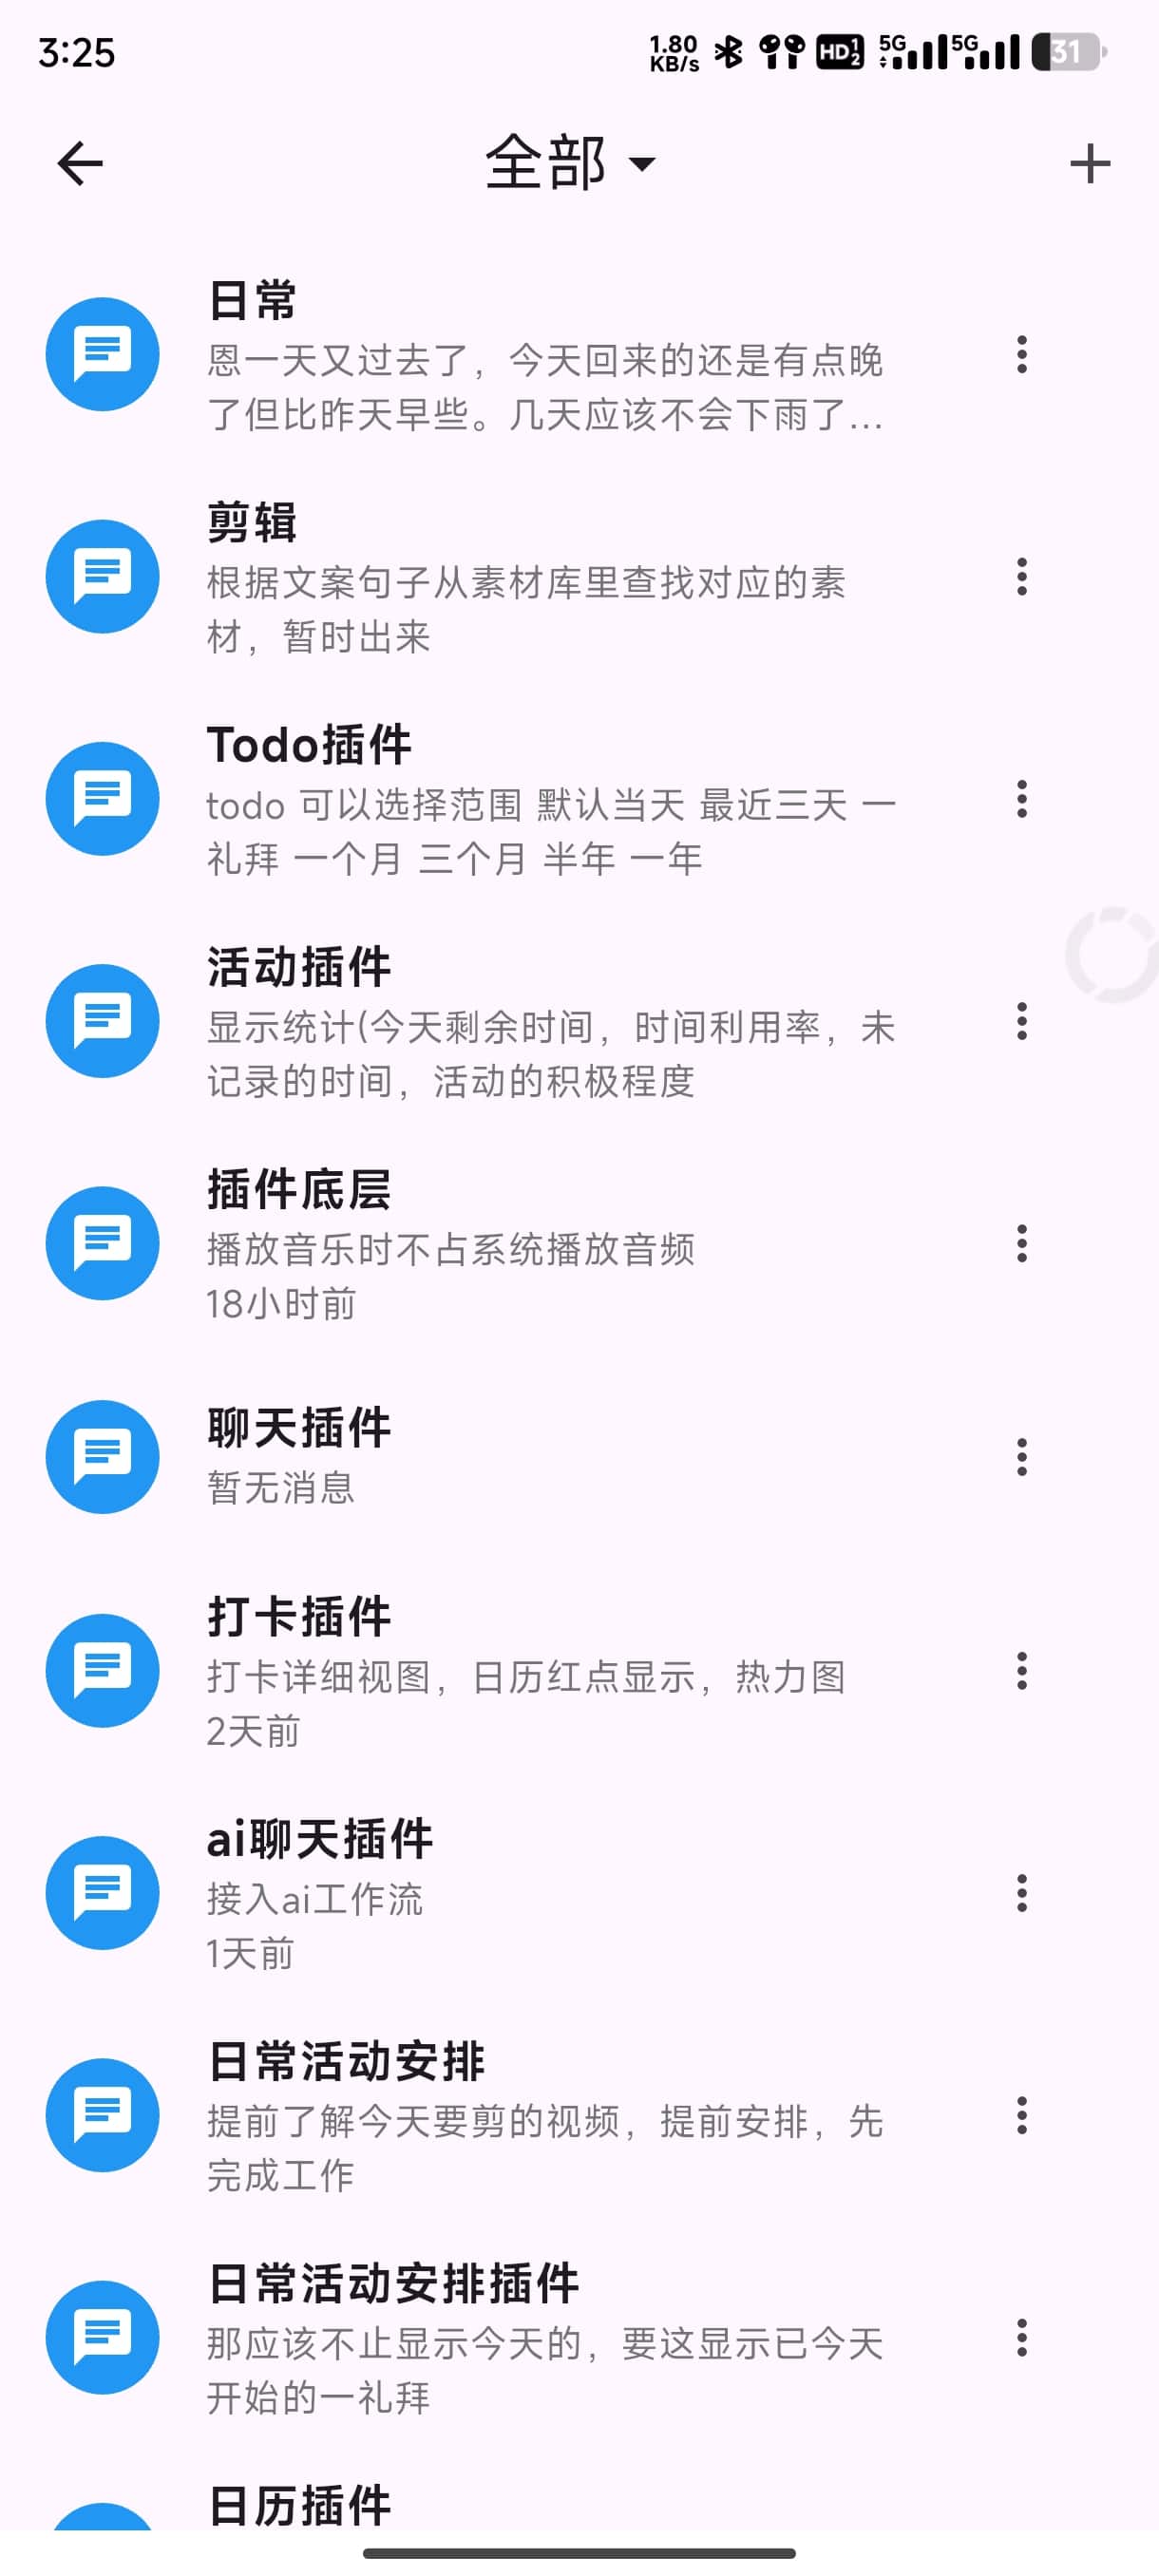 3:25
1.80 KB/s HD 1 2 5G 5G 31
全部
日常
恩一天又过去了，今天回来的还是有点晚
了但比昨天早些。几天应该不会下雨了...
剪辑
根据文案句子从素材库里查找对应的素
材，暂时出来
Todo插件
todo 可以选择范围 默认当天 最近三天 一
礼拜 一个月 三个月 半年 一年
活动插件
显示统计(今天剩余时间，时间利用率，未
记录的时间，活动的积极程度
插件底层
播放音乐时不占系统播放音频
18小时前
聊天插件
暂无消息
打卡插件
打卡详细视图，日历红点显示，热力图
2天前
ai聊天插件
接入ai工作流
1天前
日常活动安排
提前了解今天要剪的视频，提前安排，先
完成工作
日常活动安排插件
那应该不止显示今天的，要这显示已今天
开始的一礼拜
日历插件